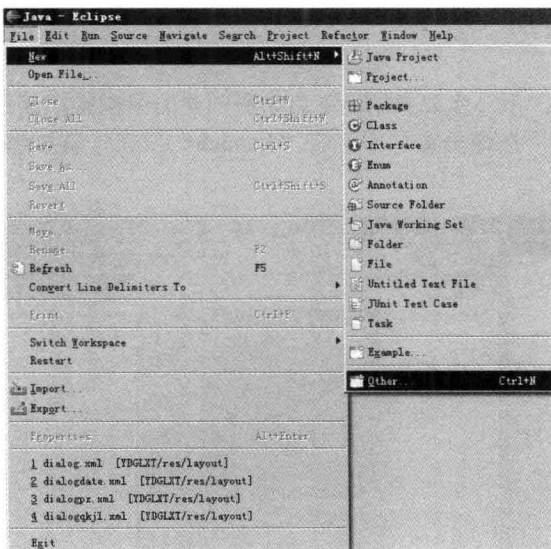 Java - Eclipse
File Edit Run Source Navigate Search Project Refactor Window Help
New Alt+Shift+N
Open File...
Close Ctrl+W
Close All Ctrl+Shift+W
Save Ctrl+S
Save As...
Save All Ctrl+Shift+S
Revert
Move...
Rename... F2
Refresh F5
Convert Line Delimiters To
Print... Ctrl+P
Switch Workspace
Restart
Import...
Export...
Properties Alt+Enter
1 dialog.xml [YDGLXT/res/layout]
2 dialogdate.xml [YDGLXT/res/layout]
3 dialogpx.xml [YDGLXT/res/layout]
4 dialogqkjl.xml [YDGLXT/res/layout]
Exit
Java Project
Project...
Package
Class
Interface
Enum
Annotation
Source Folder
Java Working Set
Folder
File
Untitled Text File
JUnit Test Case
Task
Example...
Other... Ctrl+N